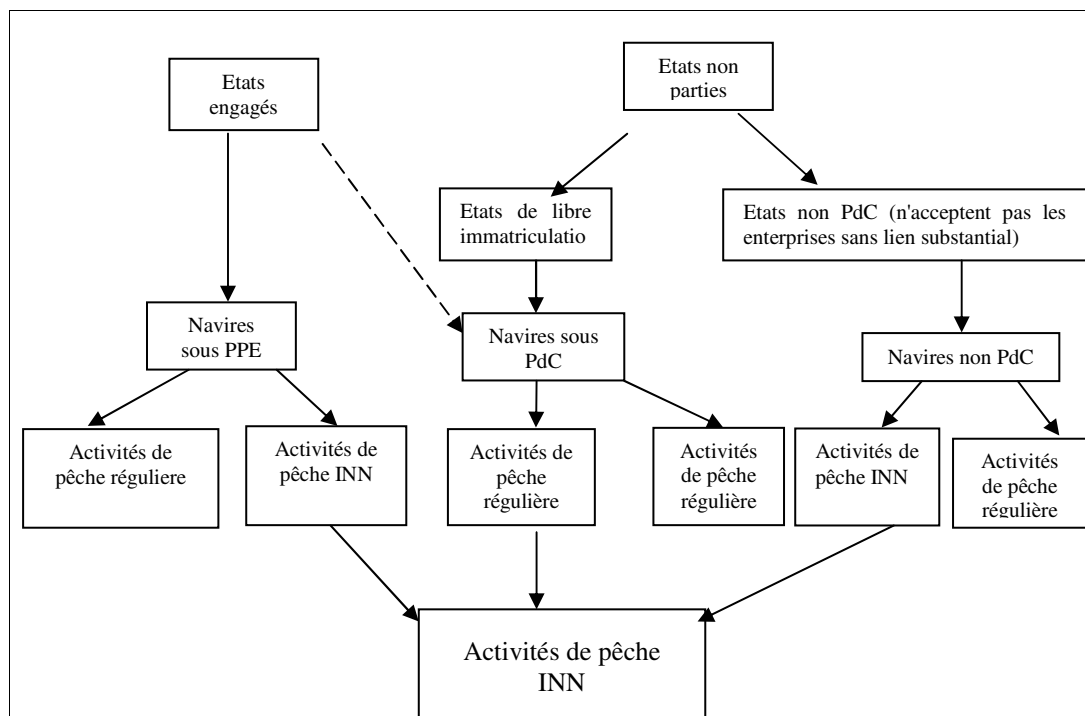 Etats
engagés
Etats non
parties
Etats de libre
immatriculatio
Etats non PdC (n'acceptent pas les
enterprises sans lien substantial)
Navires
sous PPE
Navires sous
PdC
Navires non PdC
Activités de
pêche réguliere
Activités de
pêche INN
Activités de
pêche
régulière
Activités
de pêche
régulière
Activités de
pêche INN
Activités
de pêche
régulière
Activités de pêche
INN